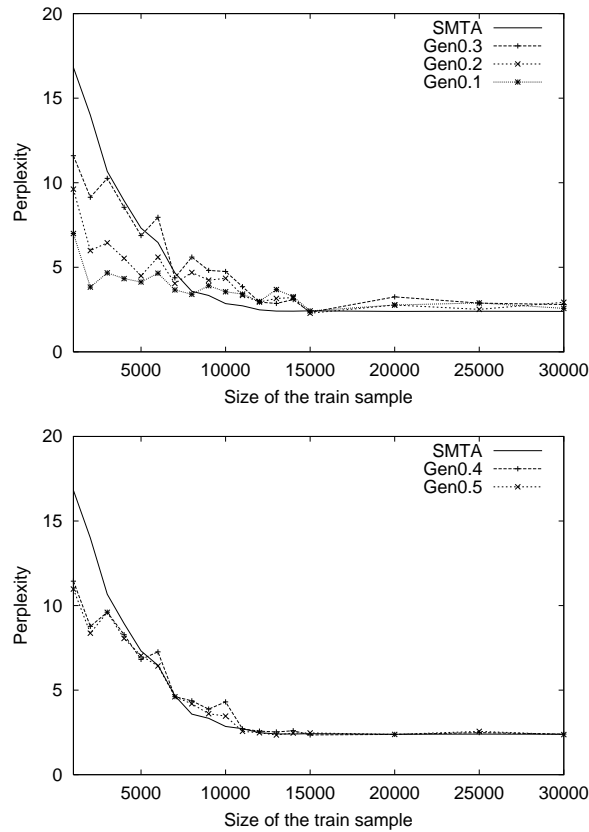 20
15
10
5
0
Perplexity
SMTA
Gen0.3
Gen0.2
Gen0.1
5000 10000 15000 20000 25000 30000
Size of the train sample
20
15
10
5
0
Perplexity
SMTA
Gen0.4
Gen0.5
5000 10000 15000 20000 25000 30000
Size of the train sample